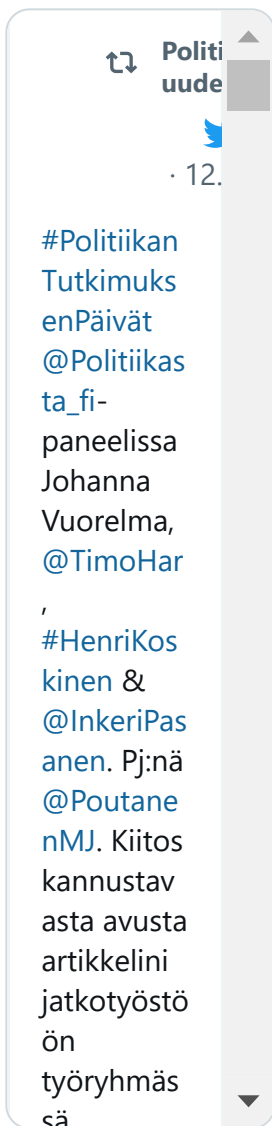 Politi
uude
· 12.
#Politiikan
Tutkimuks
enPäivät
@Politiikas
ta_fi-
paneelissa
Johanna
Vuorelma,
@TimoHar
,
#HenriKos
kinen &
@InkeriPas
anen. Pj:nä
@Poutane
nMJ. Kiitos
kannustav
asta avusta
artikkelini
jatkotyöstö
ön
työryhmäs
sä